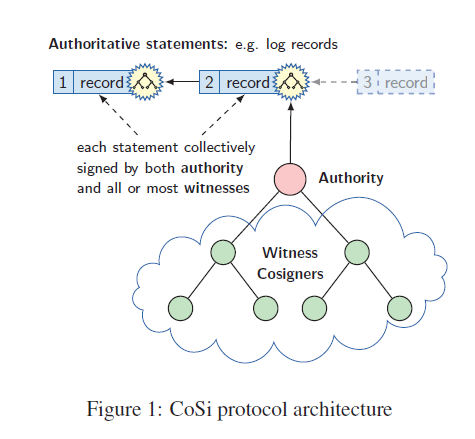 Authoritative statements: e.g. log records
1 record
2 record
3 record
each statement collectively
signed by both authority
and all or most witnesses
Authority
Witness
Cosigners
Figure 1: CoSi protocol architecture